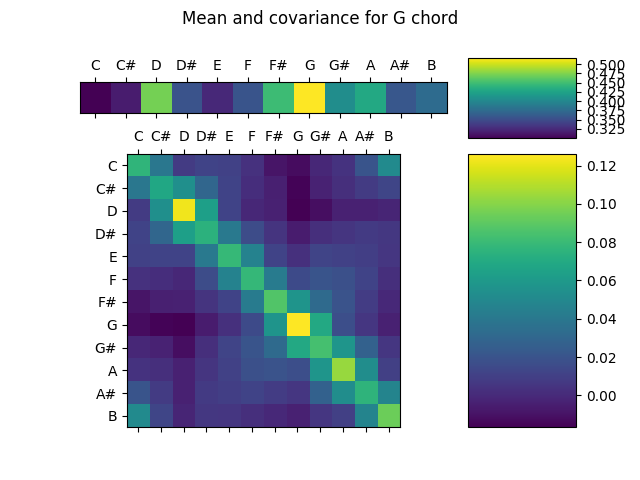 Mean and covariance for G chord
C C# D D# E F F# G G# A A# B
0.500
0.475
0.450
0.425
0.400
0.375
0.350
0.325
C C# D D# E F F# G G# A A# B
C
C#
D
D#
E
F
F#
G
G#
A
A#
B
0.12
0.10
0.08
0.06
0.04
0.02
0.00